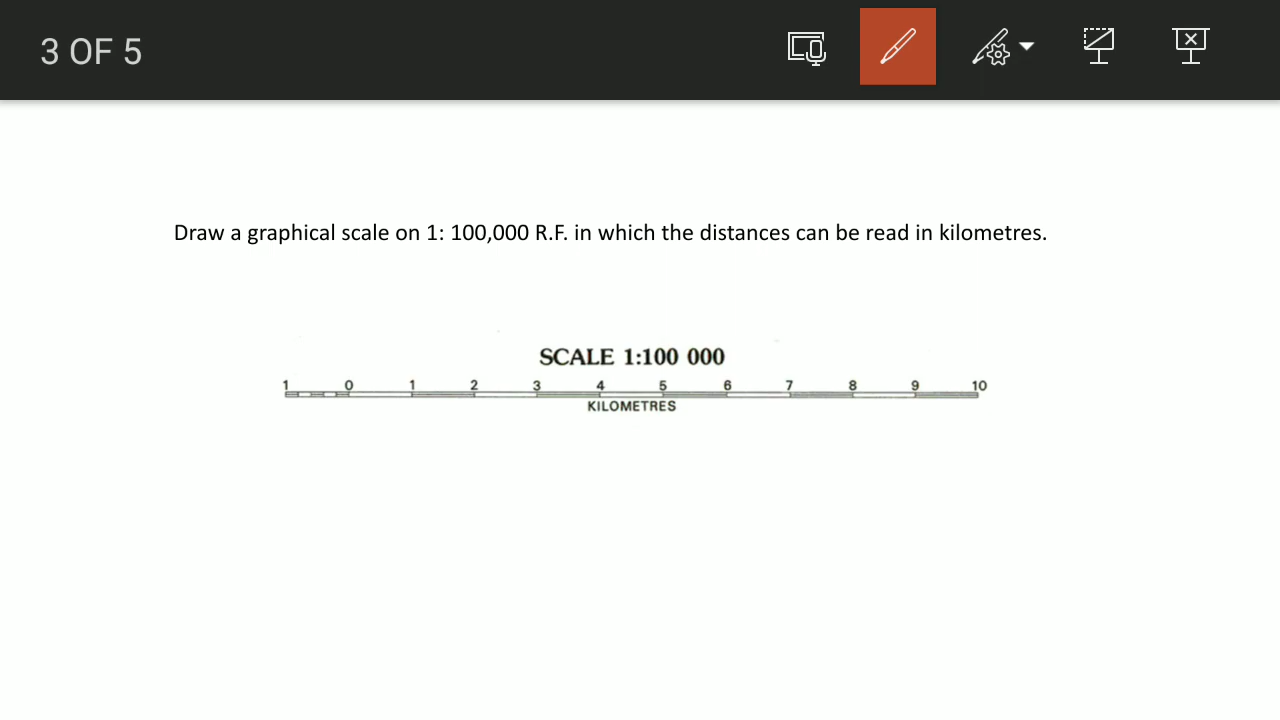 3 OF 5
Draw a graphical scale on 1: 100,000 R.F. in which the distances can be read in kilometres.
SCALE 1:100 000
1 0 1 2 3 4 5 6 7 8 9 10
KILOMETRES